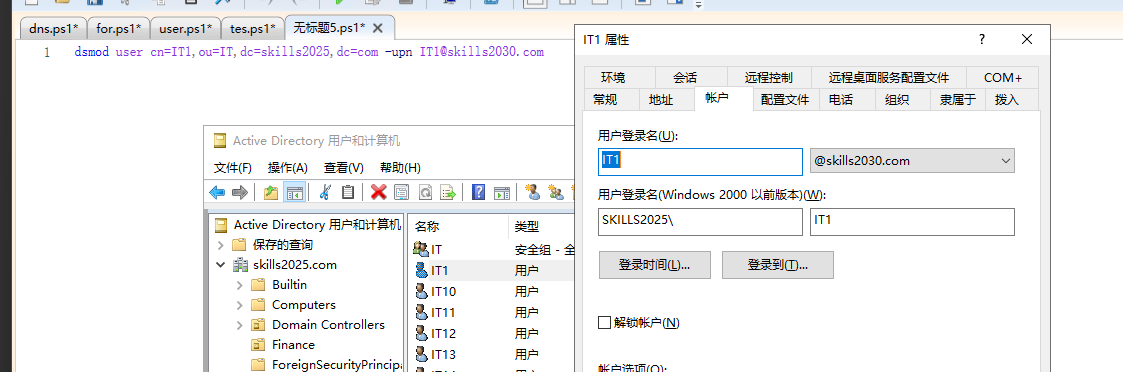 dns.ps1* for.ps1* user.ps1* tes.ps1* 无标题5.ps1*
1 dsmod user cn=IT1,ou=IT,dc=skills2025,dc=com -upn IT1@skills2030.com
IT1 属性
环境 会话 远程控制 远程桌面服务配置文件 COM+
常规 地址 帐户 配置文件 电话 组织 隶属于 拨入
用户登录名(U):
IT1 @skills2030.com
用户登录名(Windows 2000 以前版本)(W):
SKILLS2025\ IT1
登录时间(L)... 登录到(T)...
解锁帐户(N)
帐户选项(O):
Active Directory 用户和计算机
文件(F) 操作(A) 查看(V) 帮助(H)
Active Directory 用户和计算机
保存的查询
skills2025.com
Builtin
Computers
Domain Controllers
Finance
ForeignSecurityPrincipa
名称 类型
IT 安全组 - 全
IT1 用户
IT10 用户
IT11 用户
IT12 用户
IT13 用户